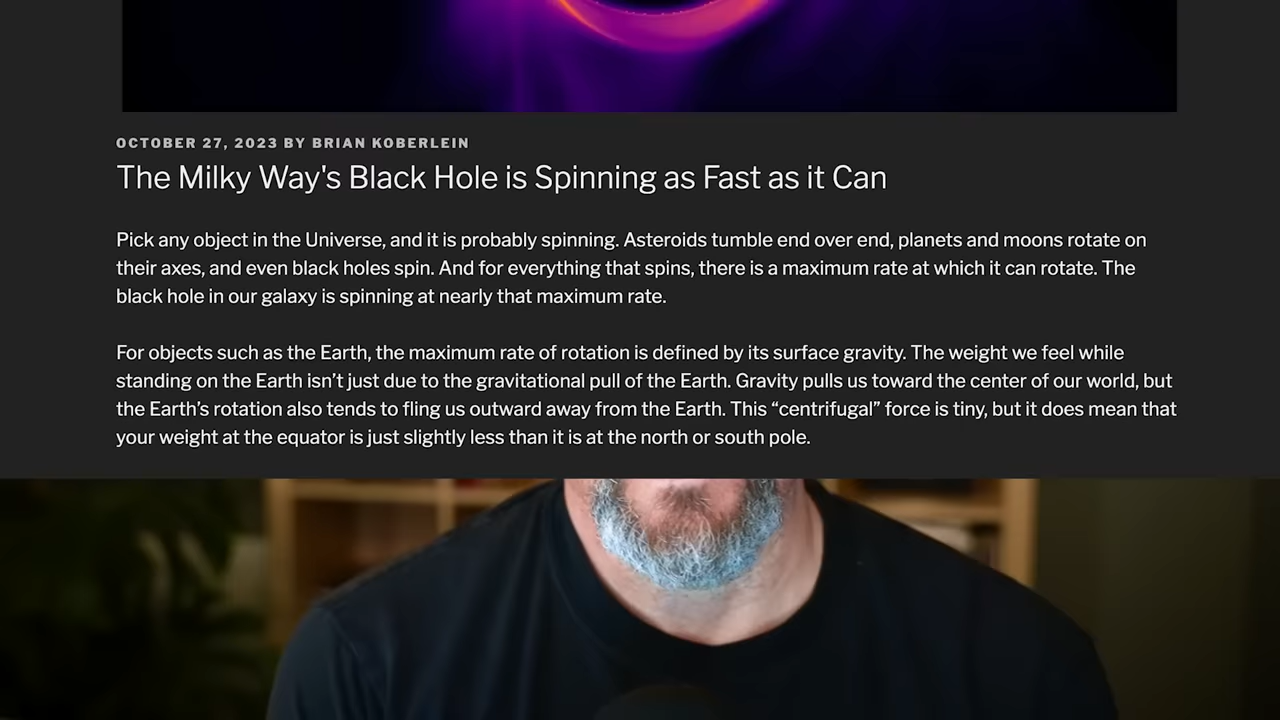 OCTOBER 27, 2023 BY BRIAN KOBERLEIN
The Milky Way's Black Hole is Spinning as Fast as it Can
Pick any object in the Universe, and it is probably spinning. Asteroids tumble end over end, planets and moons rotate on
their axes, and even black holes spin. And for everything that spins, there is a maximum rate at which it can rotate. The
black hole in our galaxy is spinning at nearly that maximum rate.
For objects such as the Earth, the maximum rate of rotation is defined by its surface gravity. The weight we feel while
standing on the Earth isn’t just due to the gravitational pull of the Earth. Gravity pulls us toward the center of our world, but
the Earth’s rotation also tends to fling us outward away from the Earth. This “centrifugal” force is tiny, but it does mean that
your weight at the equator is just slightly less than it is at the north or south pole.